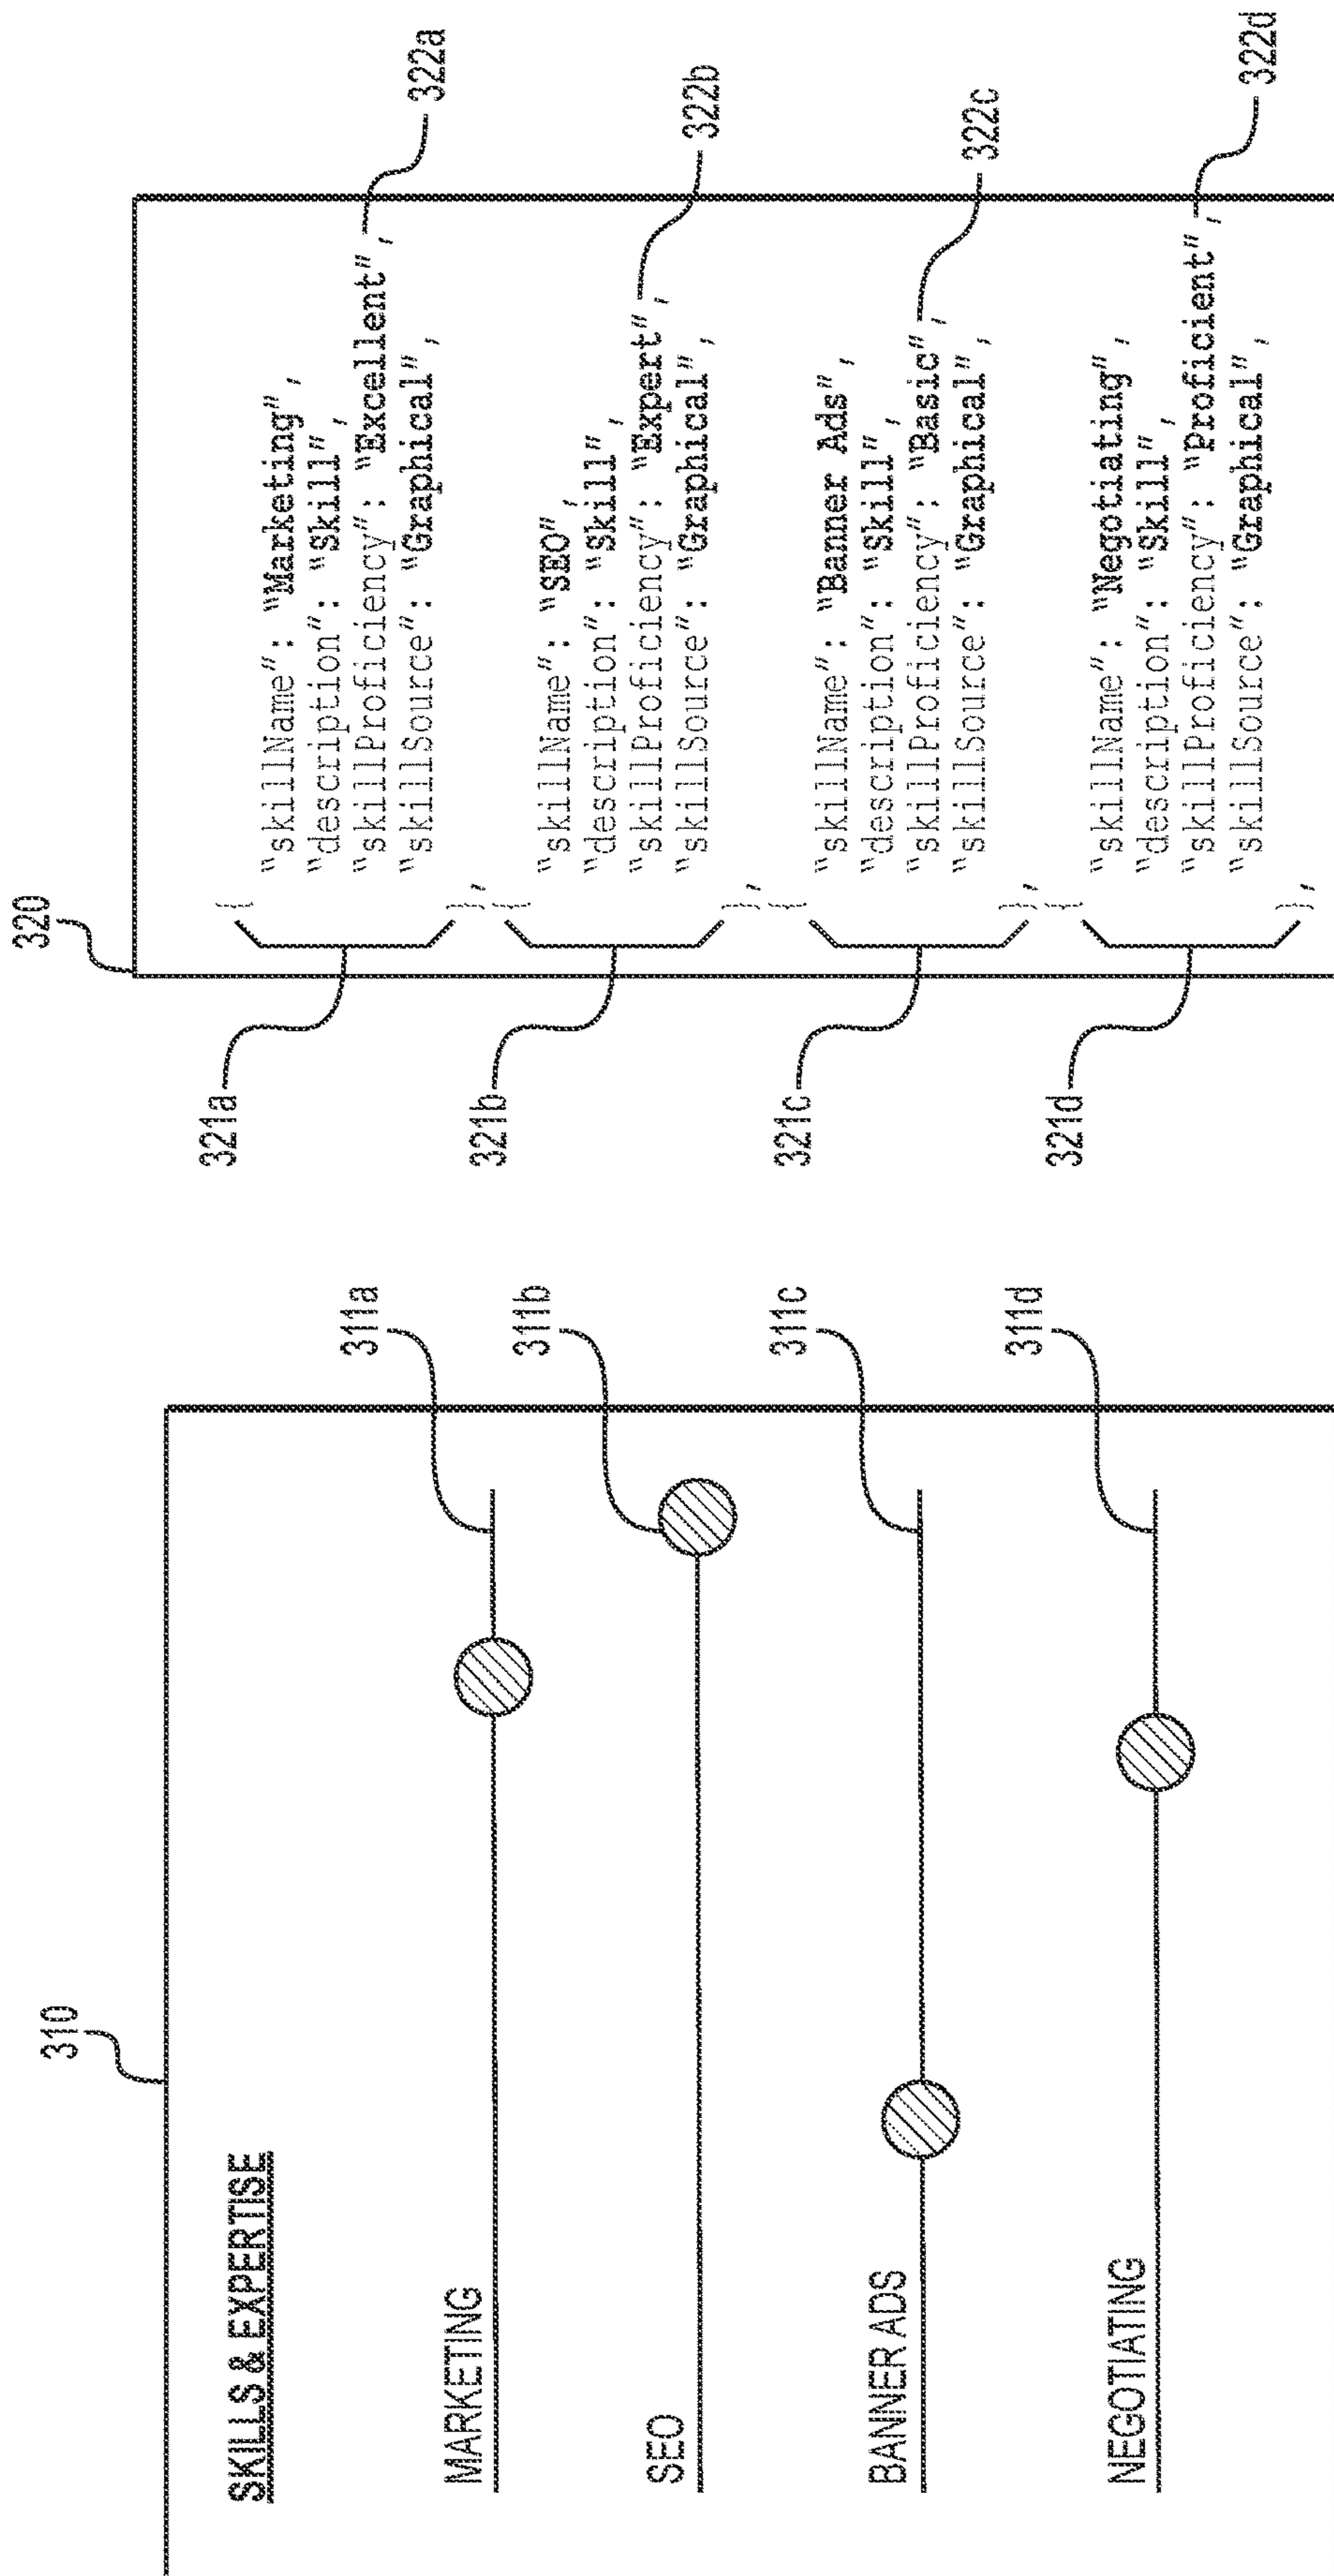 310
SKILLS & EXPERTISE
MARKETING
311a
SEO
311b
BANNER ADS
311c
NEGOTIATING
311d
320
321a
{
"skillName": "Marketing",
"description": "Skill",
"skillProficiency": "Excellent",
322a
"skillSource": "Graphical",
},
321b
{
"skillName": "SEO",
"description": "Skill",
"skillProficiency": "Expert",
322b
"skillSource": "Graphical",
},
321c
{
"skillName": "Banner Ads",
"description": "Skill",
"skillProficiency": "Basic",
322c
"skillSource": "Graphical",
},
321d
{
"skillName": "Negotiating",
"description": "Skill",
"skillProficiency": "Proficient",
322d
"skillSource": "Graphical",
},